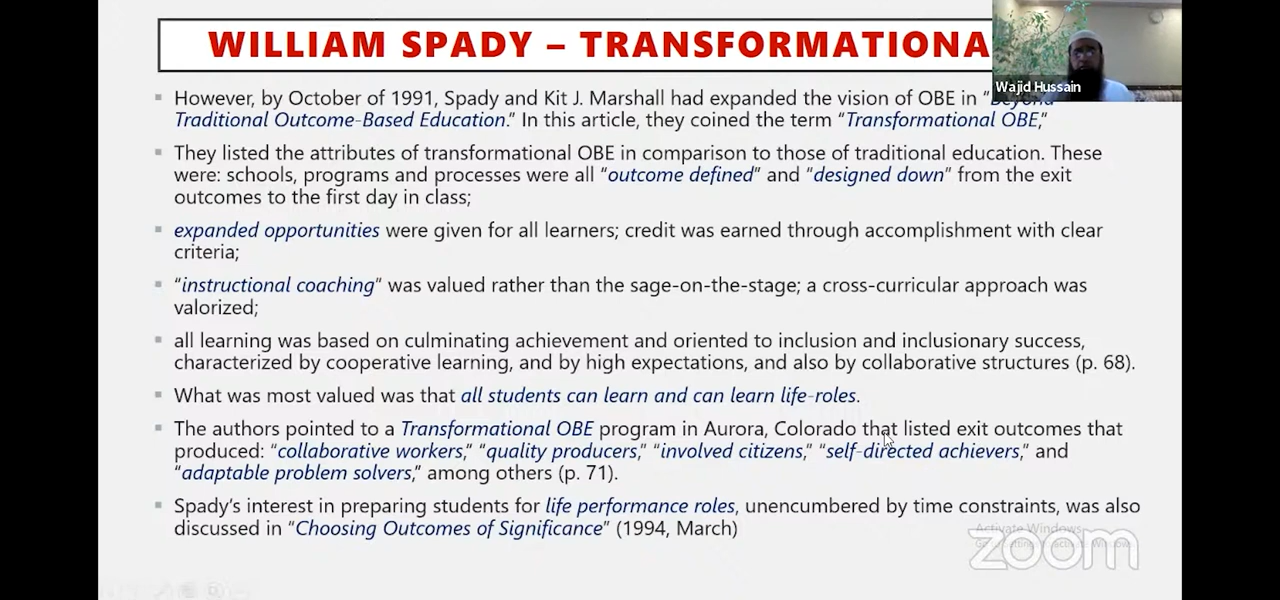 WILLIAM SPADY – TRANSFORMATIONA
Wajid Hussain
However, by October of 1991, Spady and Kit J. Marshall had expanded the vision of OBE in “Beyond
Traditional Outcome-Based Education.” In this article, they coined the term “Transformational OBE,”
They listed the attributes of transformational OBE in comparison to those of traditional education. These
were: schools, programs and processes were all “outcome defined” and “designed down” from the exit
outcomes to the first day in class;
expanded opportunities were given for all learners; credit was earned through accomplishment with clear
criteria;
“instructional coaching” was valued rather than the sage-on-the-stage; a cross-curricular approach was
valorized;
all learning was based on culminating achievement and oriented to inclusion and inclusionary success,
characterized by cooperative learning, and by high expectations, and also by collaborative structures (p. 68).
What was most valued was that all students can learn and can learn life-roles.
The authors pointed to a Transformational OBE program in Aurora, Colorado that listed exit outcomes that
produced: “collaborative workers,” “quality producers,” “involved citizens,” “self-directed achievers,” and
“adaptable problem solvers,” among others (p. 71).
Spady’s interest in preparing students for life performance roles, unencumbered by time constraints, was also
discussed in “Choosing Outcomes of Significance” (1994, March)
Activate Windows
zoom